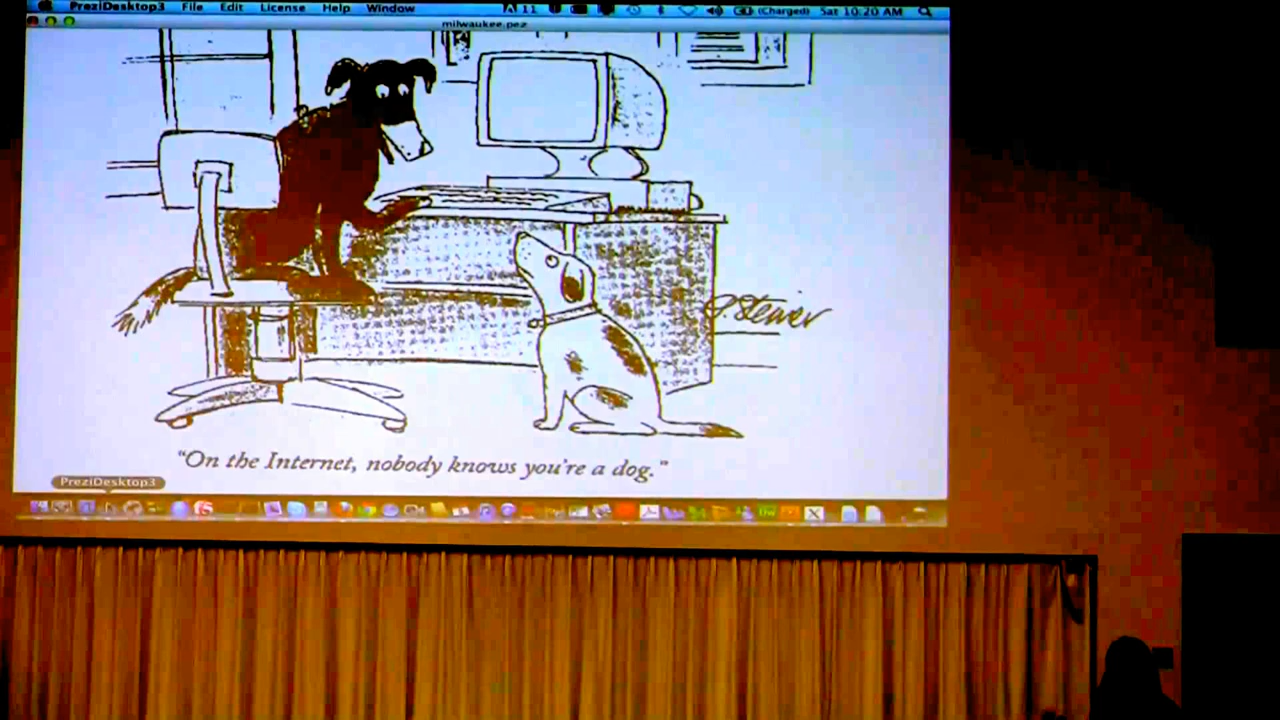 PreziDesktop3 File Edit License Help Window 11 (Charged) Sat 10:20 AM
milwaukee.pez
P. Steiner
"On the Internet, nobody knows you're a dog."
PreziDesktop3